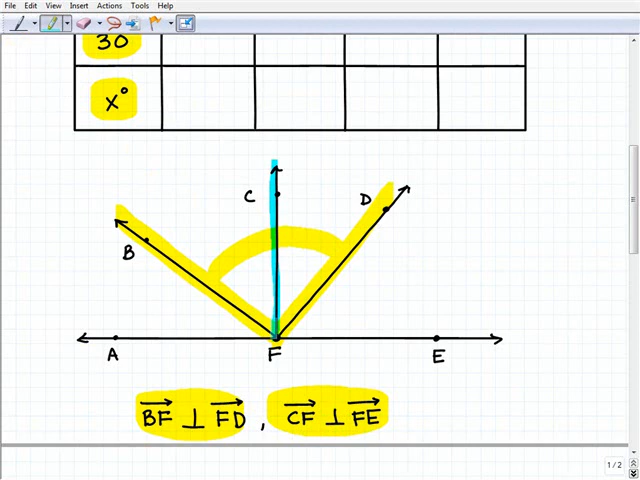 File Edit View Insert Actions Tools Help
30
x°
C
D
B
A
F
E
BF ⊥ FD, CF ⊥ FE
1/2